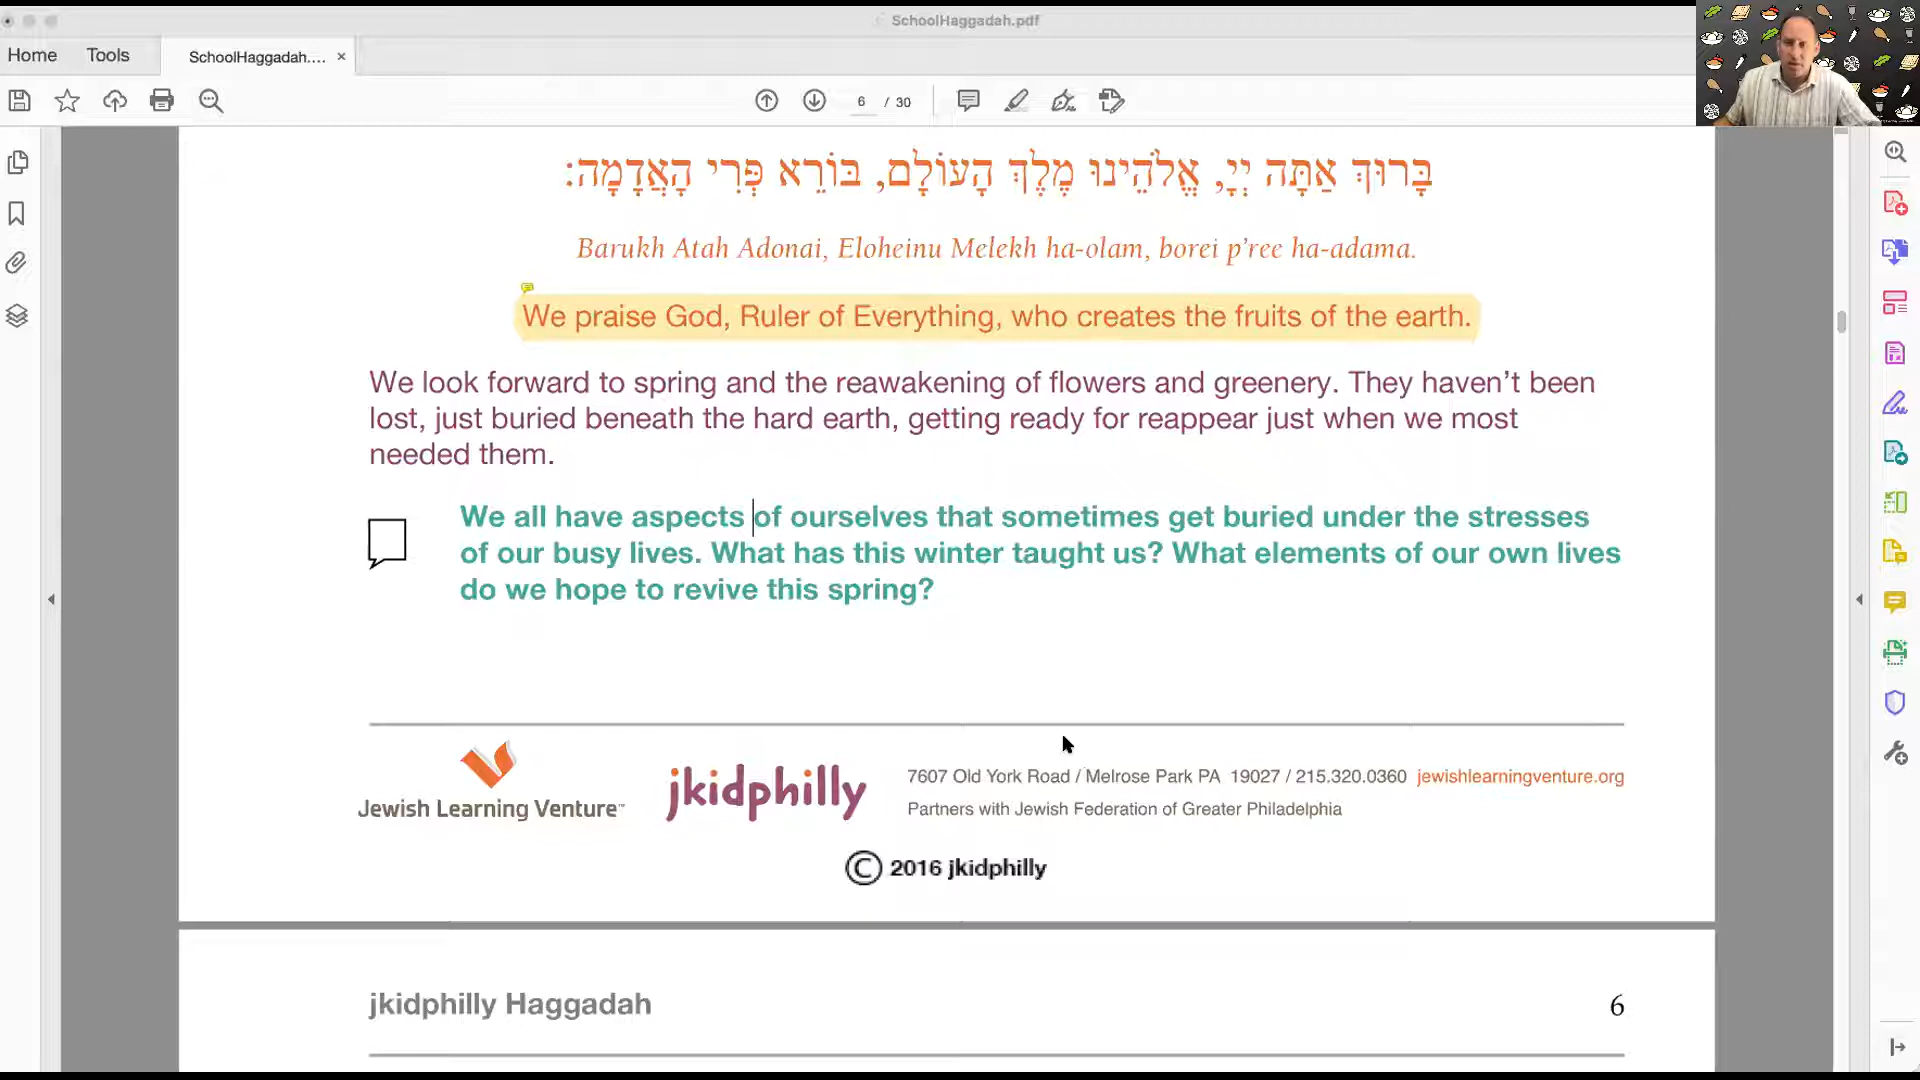 SchoolHaggadah.pdf
Home
Tools
SchoolHaggadah....
6 / 30
בָּרוּךְ אַתָּה יְיָ, אֱלֹהֵינוּ מֶלֶךְ הָעוֹלָם, בּוֹרֵא פְּרִי הָאֲדָמָה:
Barukh Atah Adonai, Eloheinu Melekh ha-olam, borei p'ree ha-adama.
We praise God, Ruler of Everything, who creates the fruits of the earth.
We look forward to spring and the reawakening of flowers and greenery. They haven't been
lost, just buried beneath the hard earth, getting ready for reappear just when we most
needed them.
We all have aspects of ourselves that sometimes get buried under the stresses
of our busy lives. What has this winter taught us? What elements of our own lives
do we hope to revive this spring?
Jewish Learning Venture™
jkidphilly
7607 Old York Road / Melrose Park PA 19027 / 215.320.0360 jewishlearningventure.org
Partners with Jewish Federation of Greater Philadelphia
© 2016 jkidphilly
jkidphilly Haggadah
6